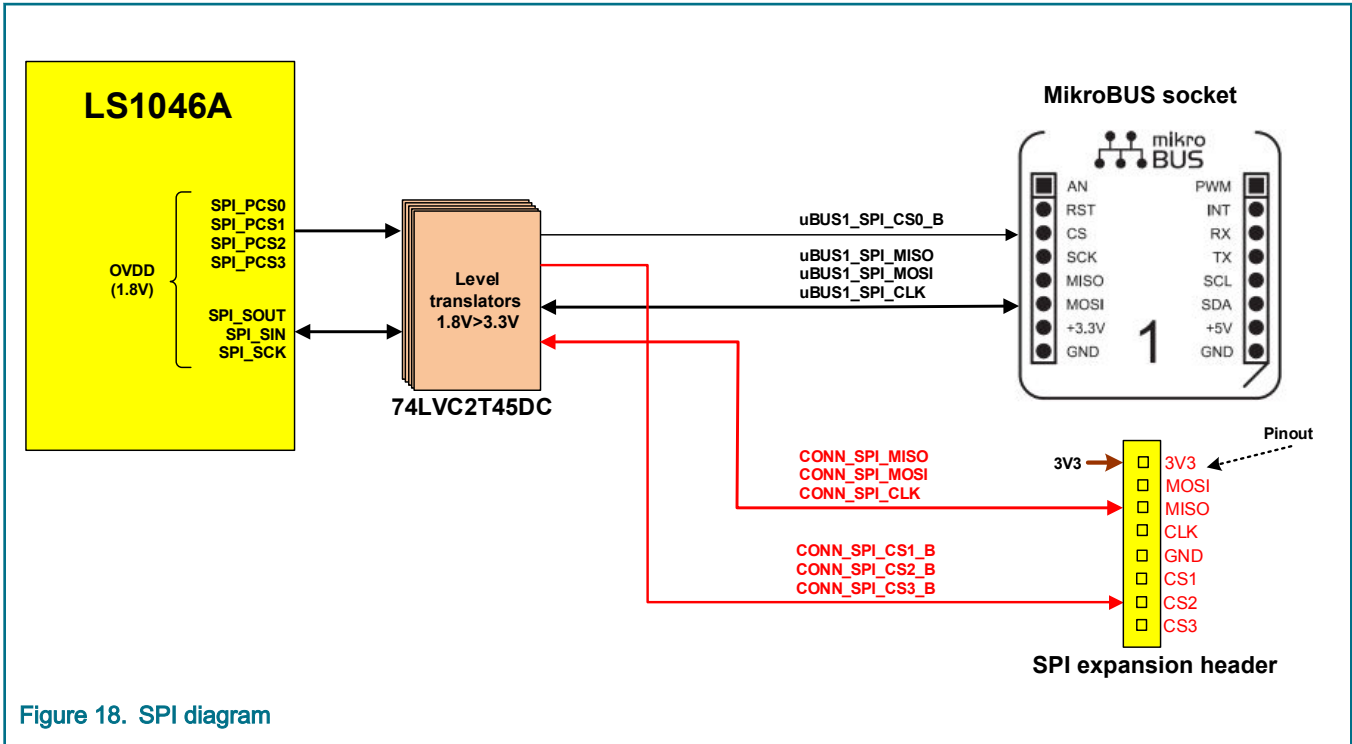 LS1046A
SPI_PCS0
SPI_PCS1
SPI_PCS2
SPI_PCS3
OVDD
(1.8V)
SPI_SOUT
SPI_SIN
SPI_SCK
Level
translators
1.8V>3.3V
74LVC2T45DC
uBUS1_SPI_CS0_B
uBUS1_SPI_MISO
uBUS1_SPI_MOSI
uBUS1_SPI_CLK
MikroBUS socket
mikro
BUS
AN PWM
RST INT
CS RX
SCK TX
MISO SCL
MOSI SDA
+3.3V +5V
GND GND
1
CONN_SPI_MISO
CONN_SPI_MOSI
CONN_SPI_CLK
CONN_SPI_CS1_B
CONN_SPI_CS2_B
CONN_SPI_CS3_B
Pinout
3V3
3V3
MOSI
MISO
CLK
GND
CS1
CS2
CS3
SPI expansion header
Figure 18. SPI diagram